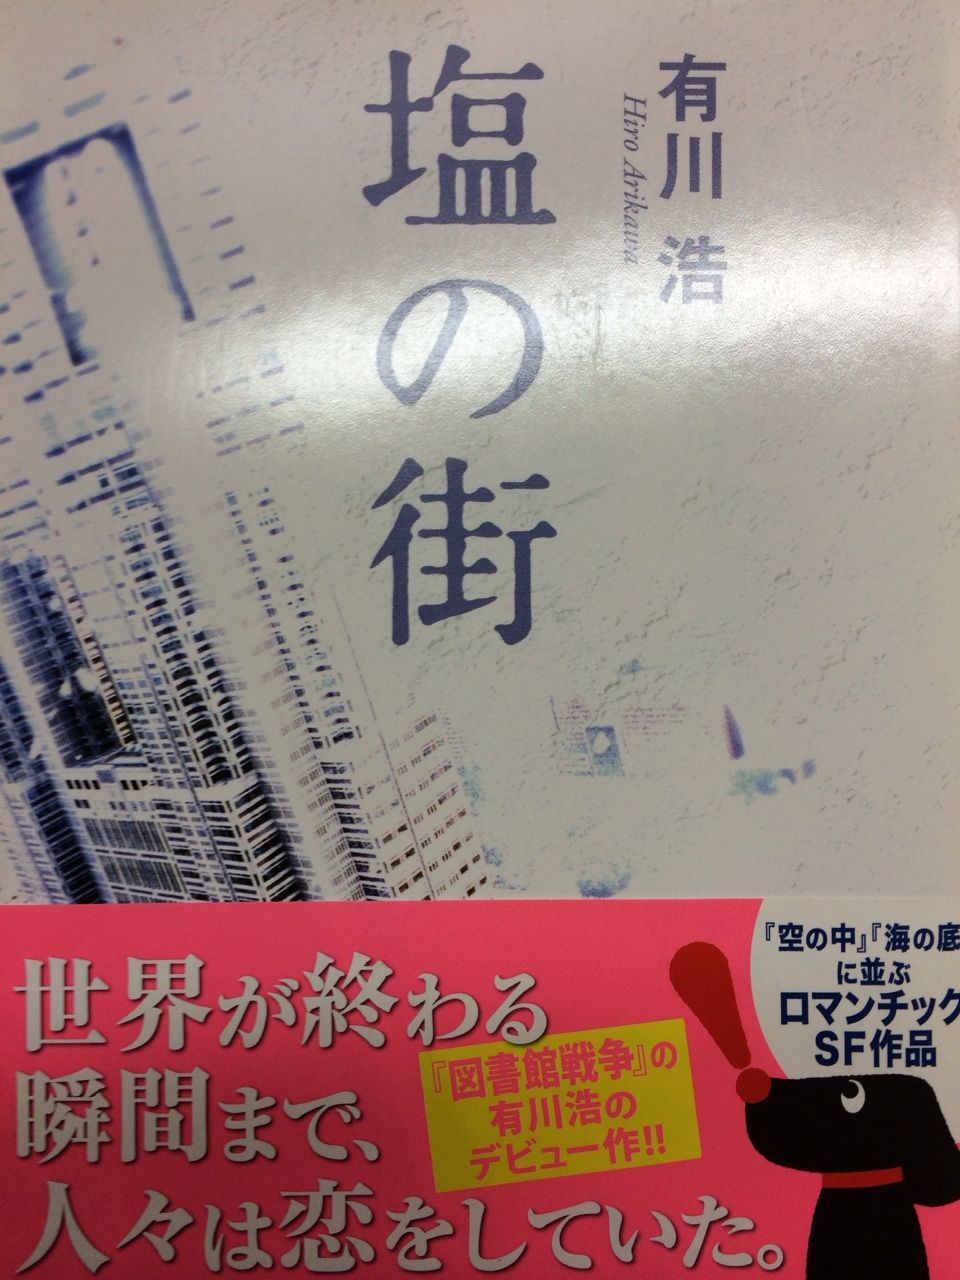 有川 浩
Hiro Arikawa
塩の街
『空の中』『海の底
に並ぶ
ロマンチック
SF作品
世界が終わる
瞬間まで、
人々は恋をしていた。
『図書館戦争』の
有川浩の
デビュー作!!